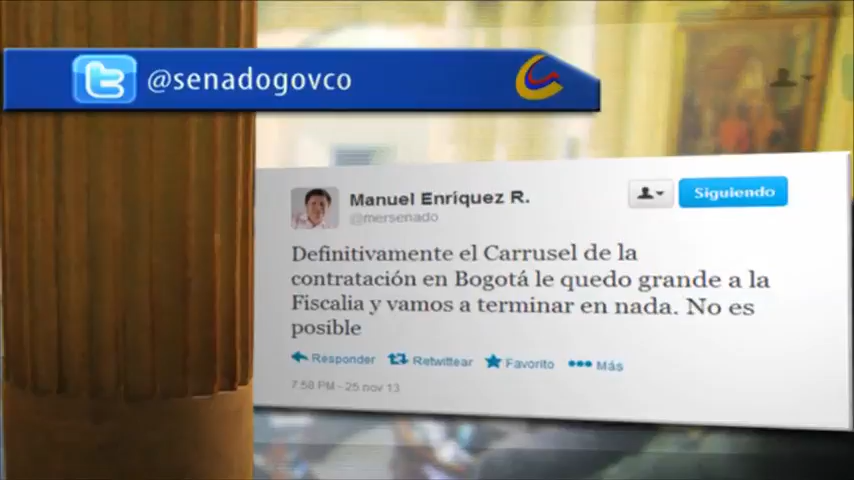 @senadogovco
Manuel Enríquez R.
@mersenado
Siguiendo
Definitivamente el Carrusel de la
contratación en Bogotá le quedo grande a la
Fiscalia y vamos a terminar en nada. No es
posible
Responder Retwittear Favorito Más
7:58 PM - 25 nov 13